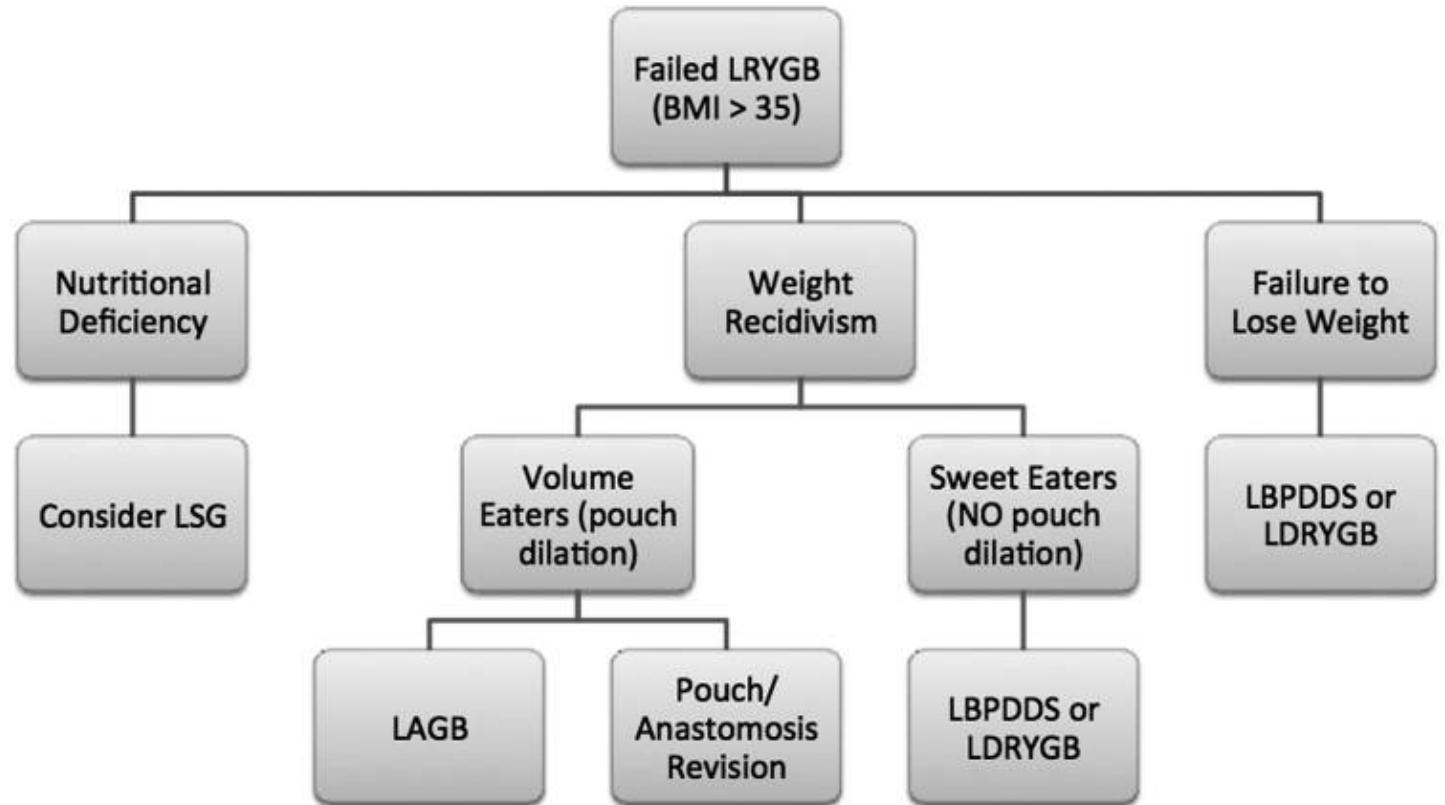 Failed LRYGB
(BMI > 35)
Nutritional
Deficiency
Weight
Recidivism
Failure to
Lose Weight
Consider LSG
Volume
Eaters (pouch
dilation)
Sweet Eaters
(NO pouch
dilation)
LBPDDS or
LDRYGB
LAGB
Pouch/
Anastomosis
Revision
LBPDDS or
LDRYGB